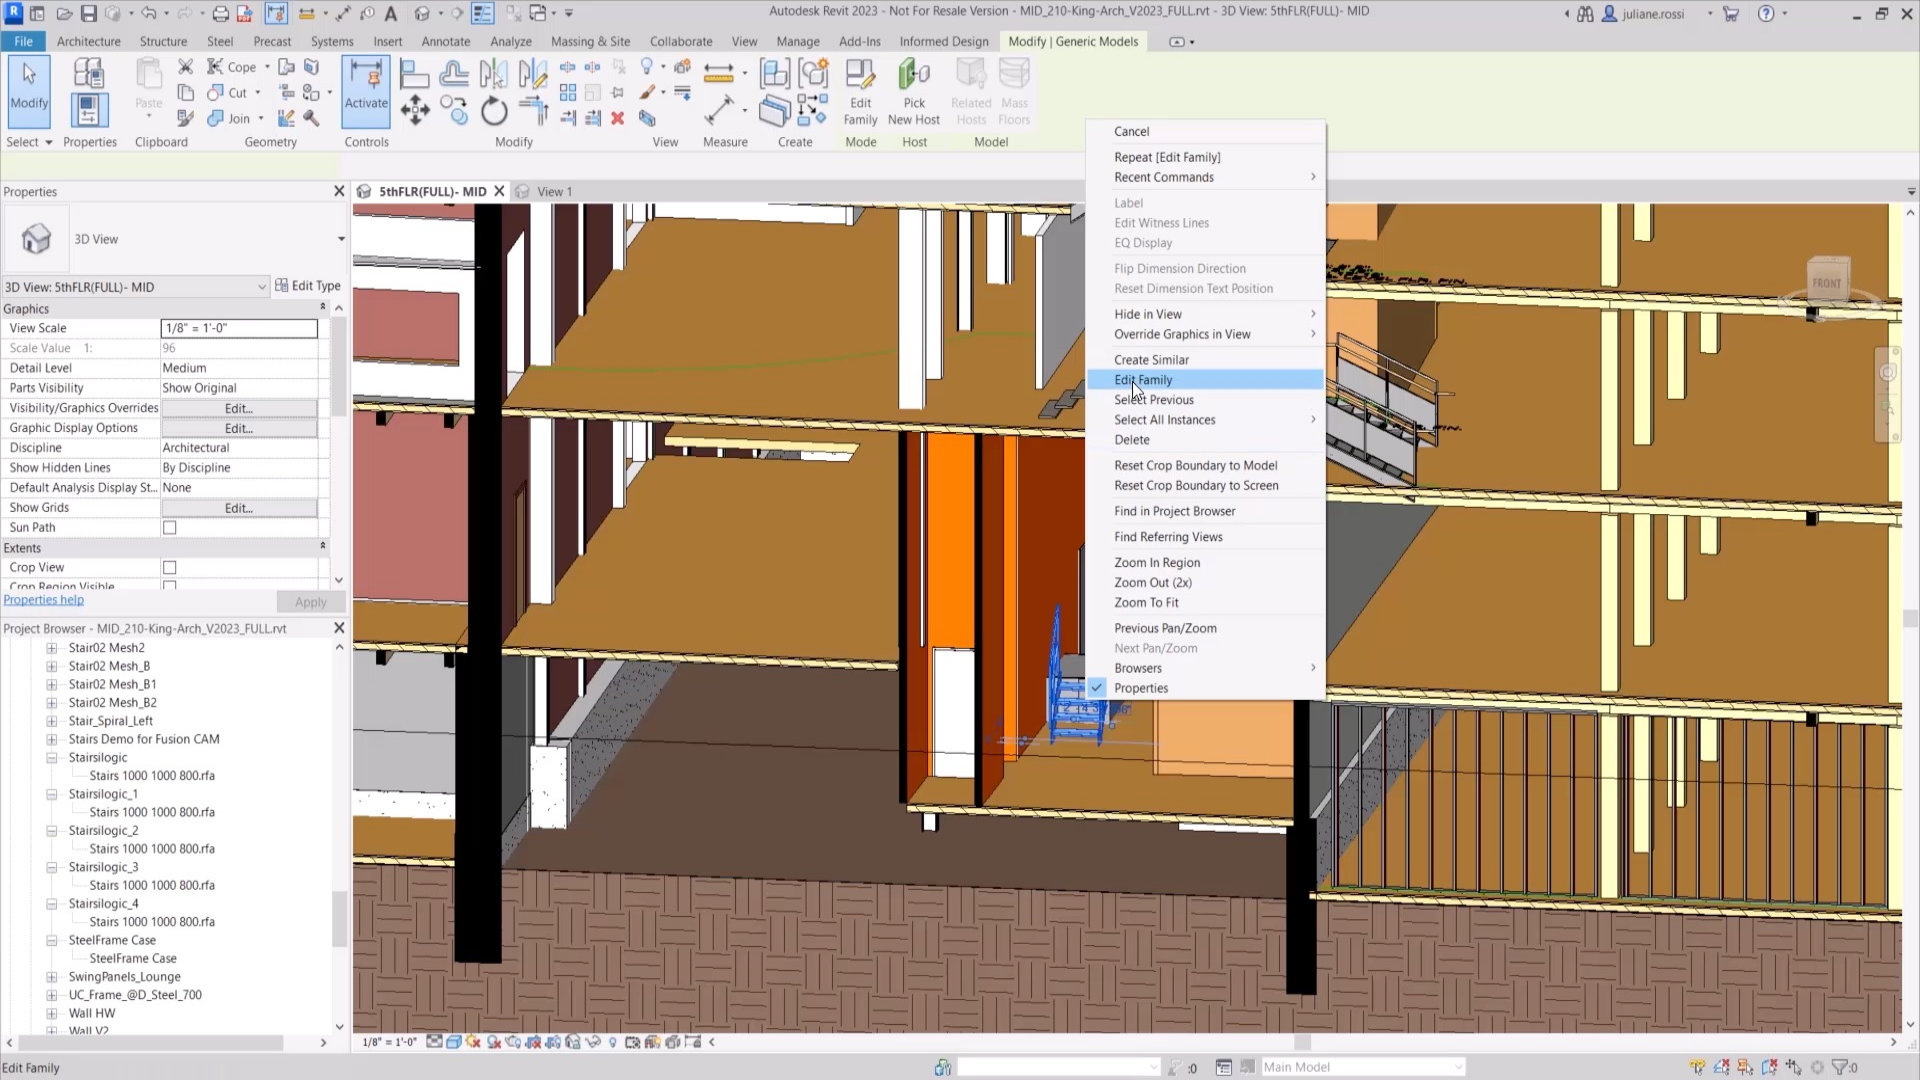 Autodesk Revit 2023 - Not For Resale Version - MID_210-King-Arch_V2023_FULL.rvt - 3D View: 5thFLR(FULL)- MID
juliane.rossi
File Architecture Structure Steel Precast Systems Insert Annotate Analyze Massing & Site Collaborate View Manage Add-Ins Informed Design Modify | Generic Models
Modify
Paste
Cope
Cut
Join
Activate
Edit Family
Pick New Host
Related Hosts
Mass Floors
Select Properties Clipboard Geometry Controls Modify View Measure Create Mode Host Model
Properties
5thFLR(FULL)- MID
View 1
3D View
3D View: 5thFLR(FULL)- MID
Edit Type
Graphics
View Scale 1/8" = 1'-0"
Scale Value 1: 96
Detail Level Medium
Parts Visibility Show Original
Visibility/Graphics Overrides Edit...
Graphic Display Options Edit...
Discipline Architectural
Show Hidden Lines By Discipline
Default Analysis Display St... None
Show Grids Edit...
Sun Path
Extents
Crop View
Crop Region Visible
Properties help
Apply
Project Browser - MID_210-King-Arch_V2023_FULL.rvt
Stair02 Mesh2
Stair02 Mesh_B
Stair02 Mesh_B1
Stair02 Mesh_B2
Stair_Spiral_Left
Stairs Demo for Fusion CAM
Stairsilogic
Stairs 1000 1000 800.rfa
Stairsilogic_1
Stairs 1000 1000 800.rfa
Stairsilogic_2
Stairs 1000 1000 800.rfa
Stairsilogic_3
Stairs 1000 1000 800.rfa
Stairsilogic_4
Stairs 1000 1000 800.rfa
SteelFrame Case
SteelFrame Case
SwingPanels_Lounge
UC_Frame_@D_Steel_700
Wall HW
Wall V2
Cancel
Repeat [Edit Family]
Recent Commands
Label
Edit Witness Lines
EQ Display
Flip Dimension Direction
Reset Dimension Text Position
Hide in View
Override Graphics in View
Create Similar
Edit Family
Select Previous
Select All Instances
Delete
Reset Crop Boundary to Model
Reset Crop Boundary to Screen
Find in Project Browser
Find Referring Views
Zoom In Region
Zoom Out (2x)
Zoom To Fit
Previous Pan/Zoom
Next Pan/Zoom
Browsers
Properties
FRONT
1/8" = 1'-0"
Edit Family
:0
Main Model
:0